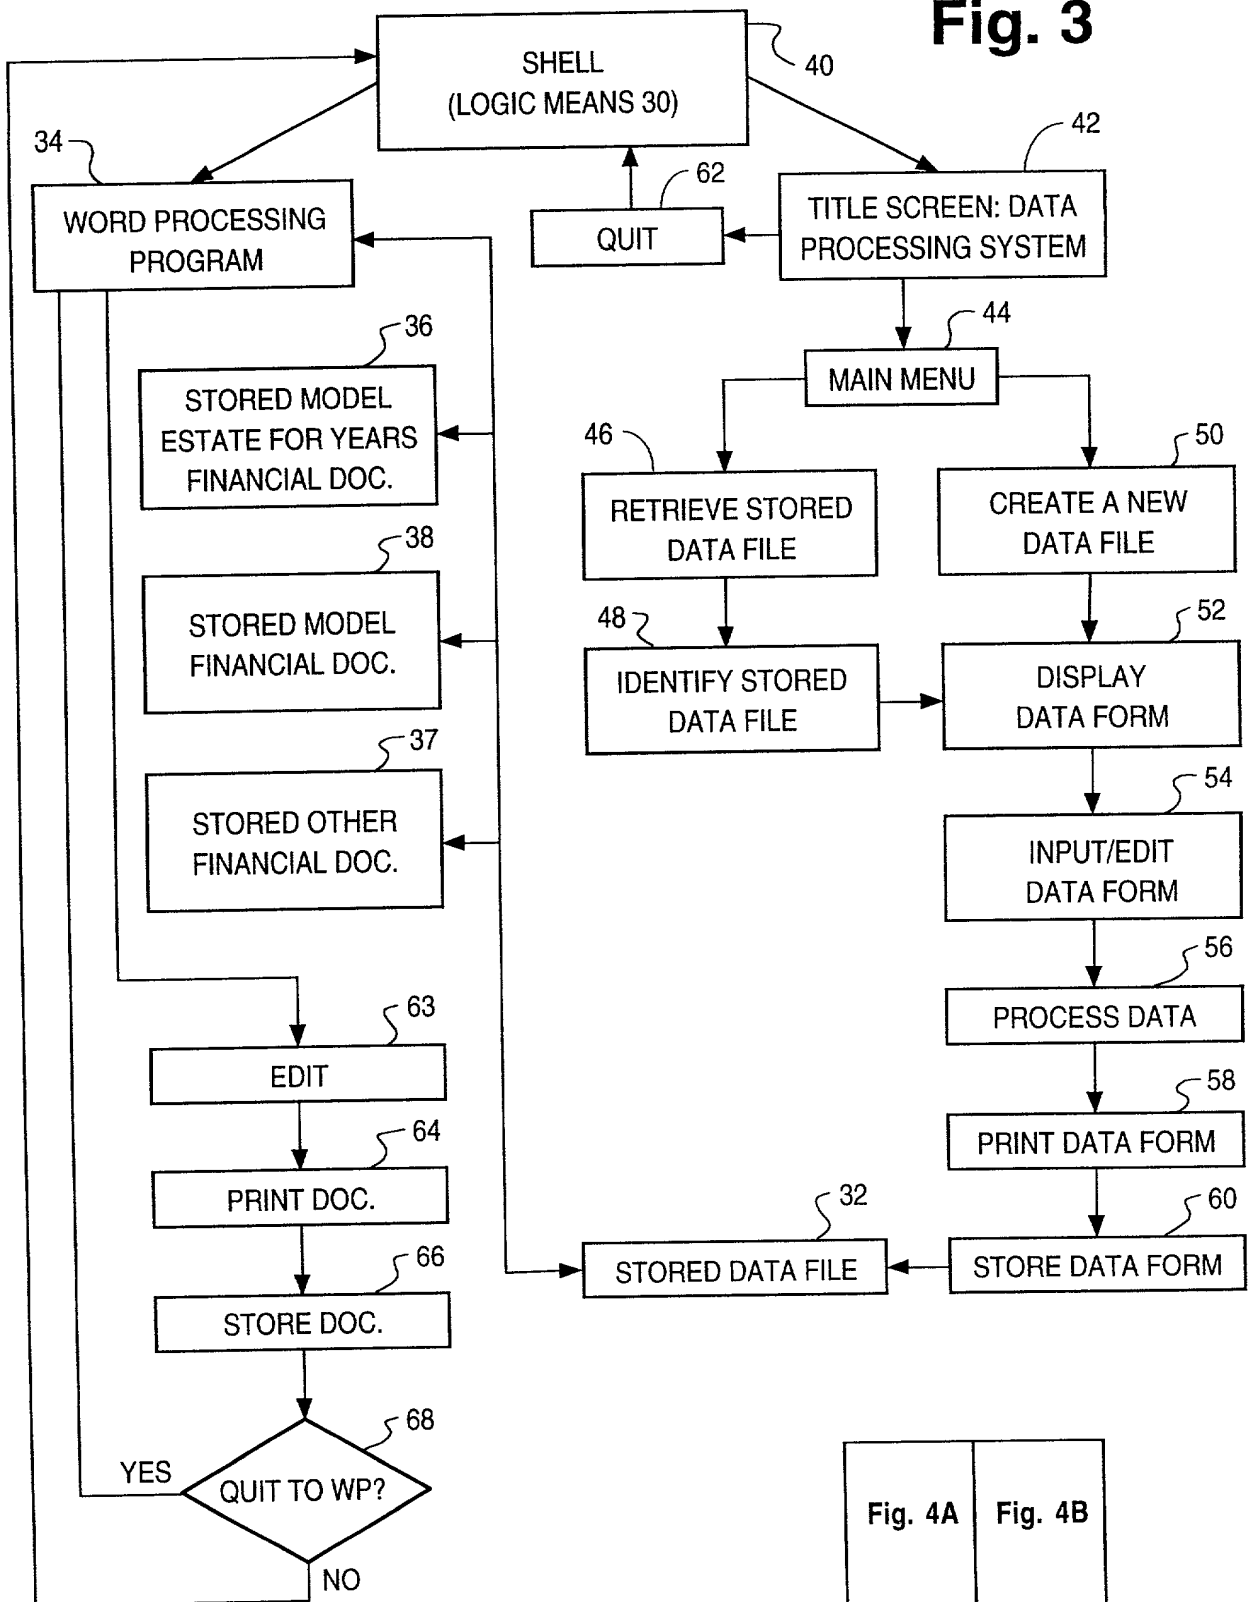 Fig. 3
SHELL
(LOGIC MEANS 30)
40
34
WORD PROCESSING
PROGRAM
62
QUIT
42
TITLE SCREEN: DATA
PROCESSING SYSTEM
44
MAIN MENU
36
STORED MODEL
ESTATE FOR YEARS
FINANCIAL DOC.
46
RETRIEVE STORED
DATA FILE
50
CREATE A NEW
DATA FILE
38
STORED MODEL
FINANCIAL DOC.
48
IDENTIFY STORED
DATA FILE
52
DISPLAY
DATA FORM
37
STORED OTHER
FINANCIAL DOC.
54
INPUT/EDIT
DATA FORM
56
PROCESS DATA
63
EDIT
58
PRINT DATA FORM
64
PRINT DOC.
32
STORED DATA FILE
60
STORE DATA FORM
66
STORE DOC.
68
QUIT TO WP?
YES
NO
Fig. 4A
Fig. 4B